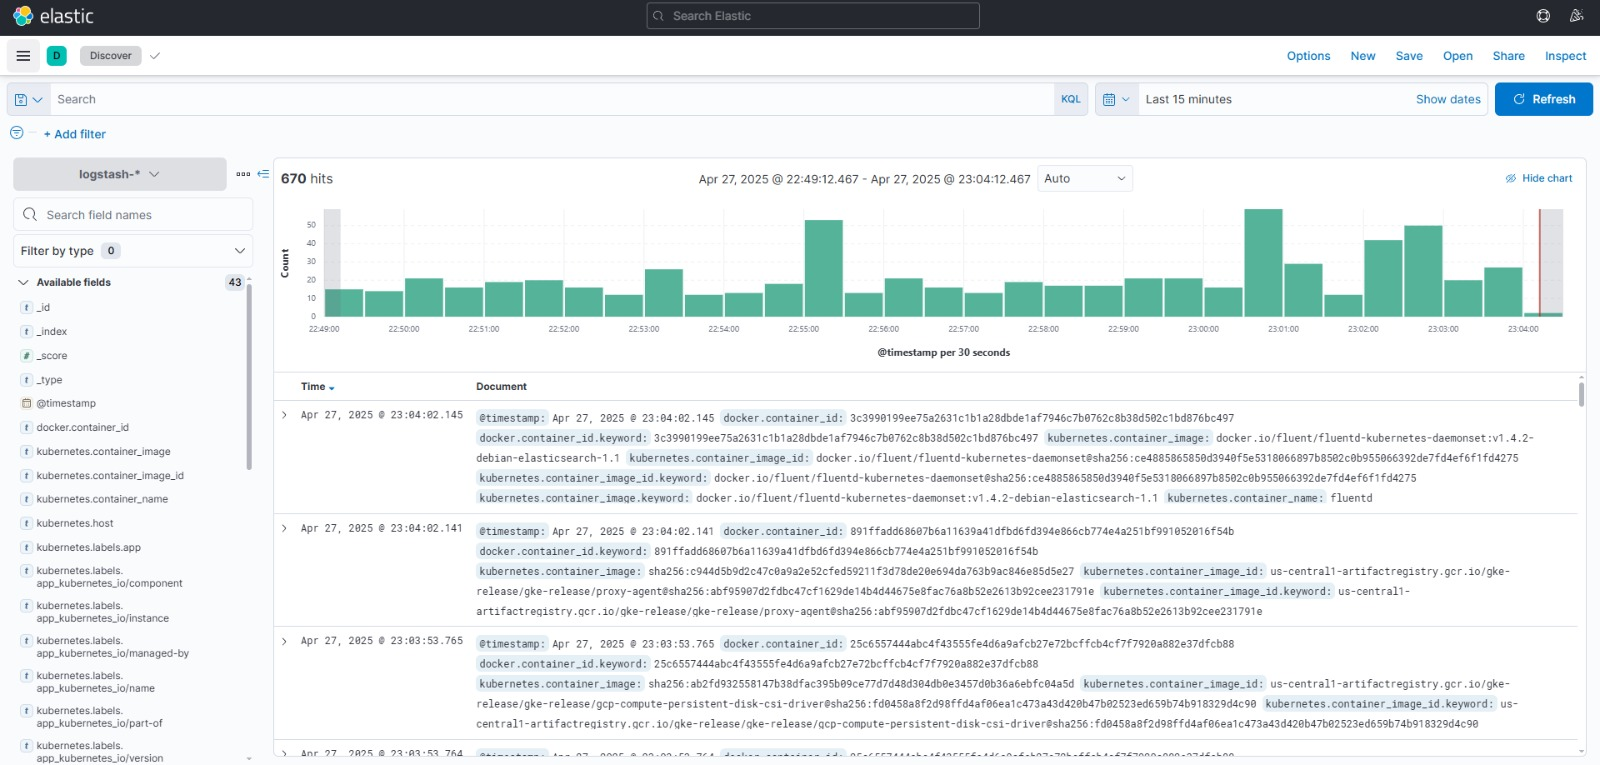 elastic
Search Elastic
D Discover
Options New Save Open Share Inspect
Search
KQL
Last 15 minutes
Show dates
Refresh
+ Add filter
logstash-*
Search field names
Filter by type 0
Available fields 43
t _id
t _index
# _score
t _type
@timestamp
t docker.container_id
t kubernetes.container_image
t kubernetes.container_image_id
t kubernetes.container_name
t kubernetes.host
t kubernetes.labels.app
t kubernetes.labels.
app_kubernetes_io/component
t kubernetes.labels.
app_kubernetes_io/instance
t kubernetes.labels.
app_kubernetes_io/managed-by
t kubernetes.labels.
app_kubernetes_io/name
t kubernetes.labels.
app_kubernetes_io/part-of
t kubernetes.labels.
app_kubernetes_io/version
670 hits
Apr 27, 2025 @ 22:49:12.467 - Apr 27, 2025 @ 23:04:12.467
Auto
Hide chart
Count
50
40
30
20
10
0
22:49:00 22:50:00 22:51:00 22:52:00 22:53:00 22:54:00 22:55:00 22:56:00 22:57:00 22:58:00 22:59:00 23:00:00 23:01:00 23:02:00 23:03:00 23:04:00
@timestamp per 30 seconds
Time Document
Apr 27, 2025 @ 23:04:02.145 @timestamp: Apr 27, 2025 @ 23:04:02.145 docker.container_id: 3c3990199ee75a2631c1b1a28dbde1af7946c7b0762c8b38d502c1bd876bc497
docker.container_id.keyword: 3c3990199ee75a2631c1b1a28dbde1af7946c7b0762c8b38d502c1bd876bc497 kubernetes.container_image: docker.io/fluent/fluentd-kubernetes-daemonset:v1.4.2-
debian-elasticsearch-1.1 kubernetes.container_image_id: docker.io/fluent/fluentd-kubernetes-daemonset@sha256:ce4885865850d3940f5e5318066897b8502c0b955066392de7fd4ef6f1fd4275
kubernetes.container_image_id.keyword: docker.io/fluent/fluentd-kubernetes-daemonset@sha256:ce4885865850d3940f5e5318066897b8502c0b955066392de7fd4ef6f1fd4275
kubernetes.container_image.keyword: docker.io/fluent/fluentd-kubernetes-daemonset:v1.4.2-debian-elasticsearch-1.1 kubernetes.container_name: fluentd
Apr 27, 2025 @ 23:04:02.141 @timestamp: Apr 27, 2025 @ 23:04:02.141 docker.container_id: 891ffadd68607b6a11639a41dfbd6fd394e866cb774e4a251bf991052016f54b
docker.container_id.keyword: 891ffadd68607b6a11639a41dfbd6fd394e866cb774e4a251bf991052016f54b
kubernetes.container_image: sha256:c944d5b9d2c47c0a9a2e52cfed59211f3d78de20e694da763b9ac846e85d5e27 kubernetes.container_image_id: us-central1-artifactregistry.gcr.io/gke-
release/gke-release/proxy-agent@sha256:abf95907d2fdbc47cf1629de14b4d44675e8fac76a8b52e2613b92cee231791e kubernetes.container_image_id.keyword: us-central1-
artifactregistry.gcr.io/gke-release/gke-release/proxy-agent@sha256:abf95907d2fdbc47cf1629de14b4d44675e8fac76a8b52e2613b92cee231791e
Apr 27, 2025 @ 23:03:53.765 @timestamp: Apr 27, 2025 @ 23:03:53.765 docker.container_id: 25c6557444abc4f43555fe4d6a9afcb27e72bcffcb4cf7f7920a882e37dfcb88
docker.container_id.keyword: 25c6557444abc4f43555fe4d6a9afcb27e72bcffcb4cf7f7920a882e37dfcb88
kubernetes.container_image: sha256:ab2fd932558147b38dfac395b09ce77d7d48d304db0e3457d0b36a6ebfc04a5d kubernetes.container_image_id: us-central1-artifactregistry.gcr.io/gke-
release/gke-release/gcp-compute-persistent-disk-csi-driver@sha256:fd0458a8f2d98ffd4af06ea1c473a43d420b47b02523ed659b74b918329d4c90 kubernetes.container_image_id.keyword: us-
central1-artifactregistry.gcr.io/gke-release/gke-release/gcp-compute-persistent-disk-csi-driver@sha256:fd0458a8f2d98ffd4af06ea1c473a43d420b47b02523ed659b74b918329d4c90
Apr 27, 2025 @ 23:03:53.764